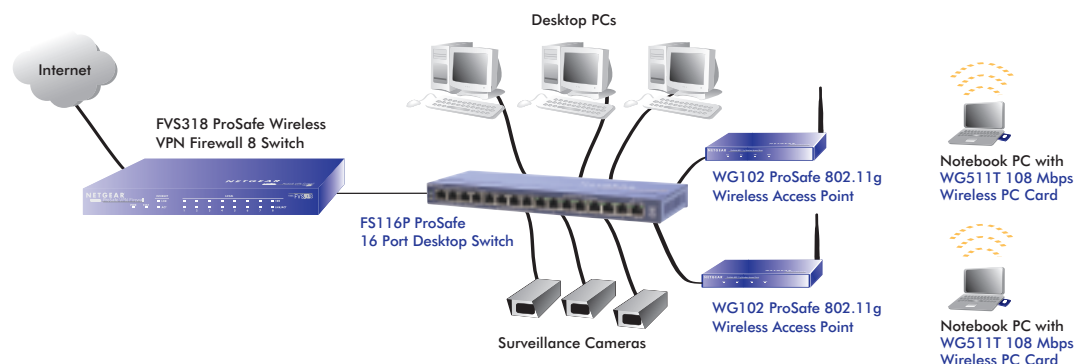 Desktop PCs
Internet
FVS318 ProSafe Wireless
VPN Firewall 8 Switch
NETGEAR
NETGEAR
FS116P ProSafe
16 Port Desktop Switch
WG102 ProSafe 802.11g
Wireless Access Point
Notebook PC with
WG511T 108 Mbps
Wireless PC Card
WG102 ProSafe 802.11g
Wireless Access Point
Surveillance Cameras
Notebook PC with
WG511T 108 Mbps
Wireless PC Card